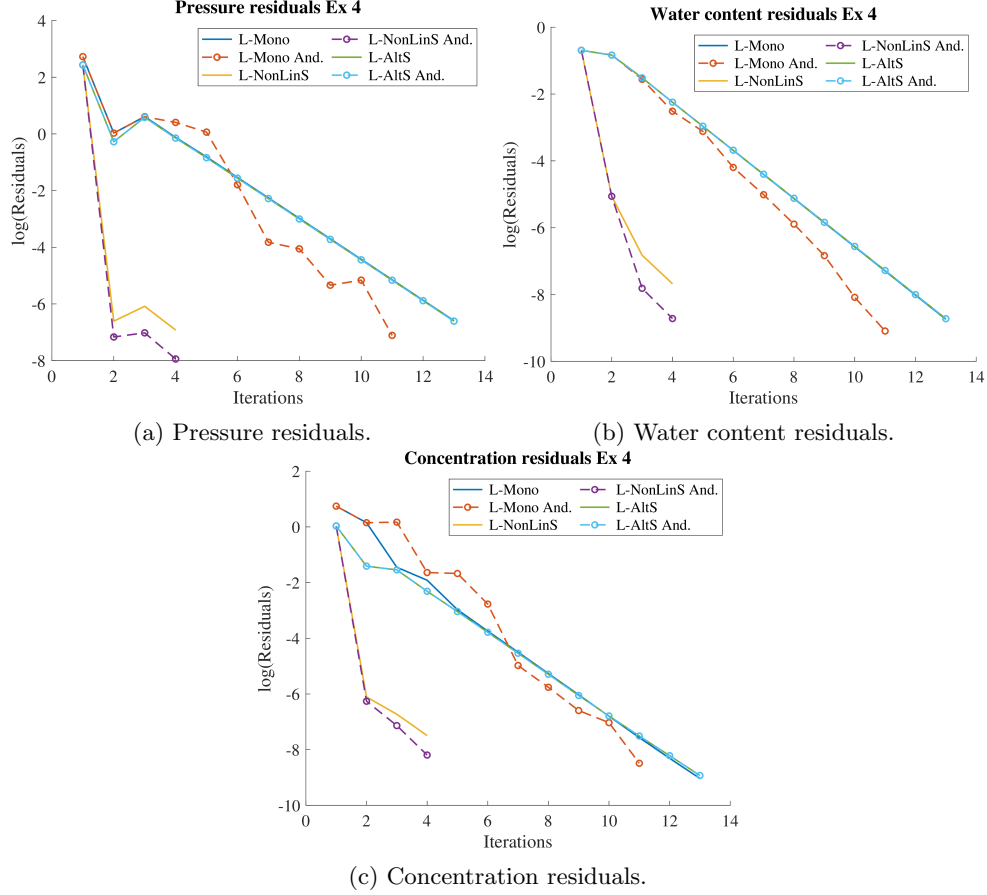 Pressure residuals Ex 4
L-Mono
L-Mono And.
L-NonLinS
L-NonLinS And.
L-AltS
L-AltS And.
4
2
0
-2
-4
-6
-8
log(Residuals)
0 2 4 6 8 10 12 14
Iterations
(a) Pressure residuals.
Water content residuals Ex 4
L-Mono
L-Mono And.
L-NonLinS
L-NonLinS And.
L-AltS
L-AltS And.
0
-2
-4
-6
-8
-10
log(Residuals)
0 2 4 6 8 10 12 14
Iterations
(b) Water content residuals.
Concentration residuals Ex 4
L-Mono
L-Mono And.
L-NonLinS
L-NonLinS And.
L-AltS
L-AltS And.
2
0
-2
-4
-6
-8
-10
log(Residuals)
0 2 4 6 8 10 12 14
Iterations
(c) Concentration residuals.